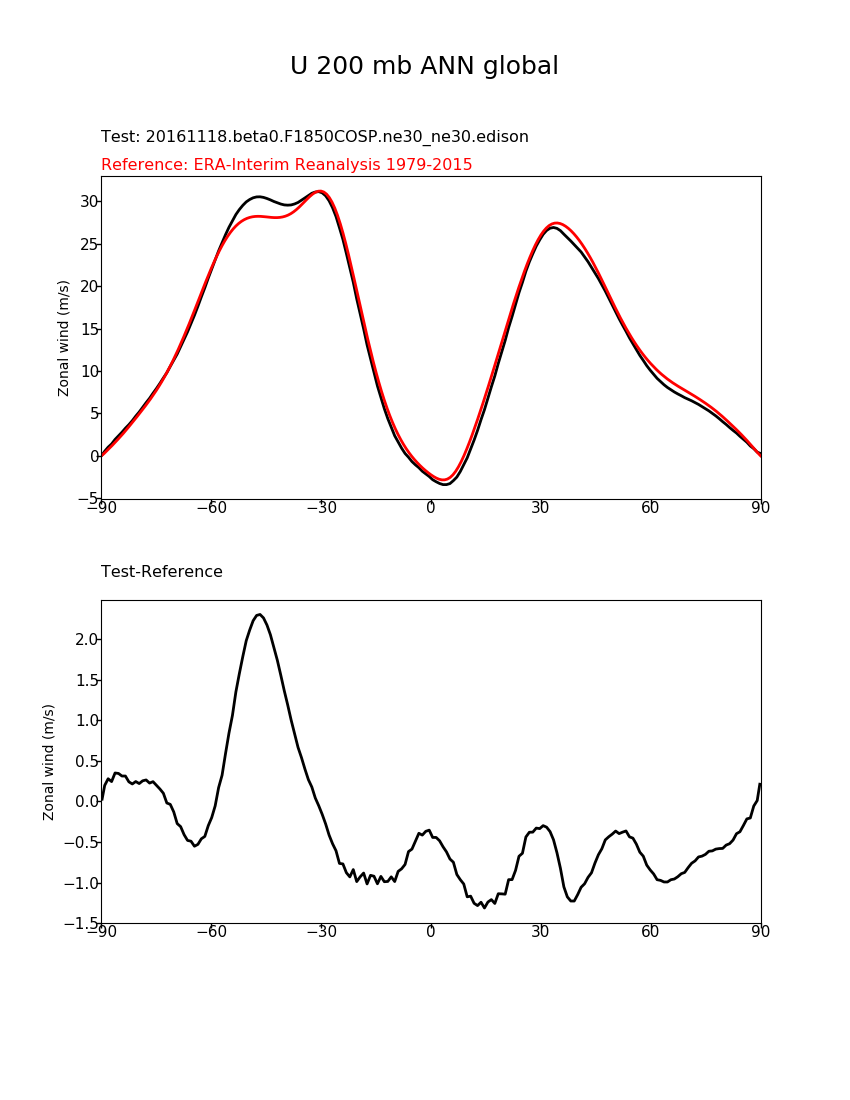 U 200 mb ANN global
Test: 20161118.beta0.F1850COSP.ne30_ne30.edison
Reference: ERA-Interim Reanalysis 1979-2015
30
25
20
15
10
5
0
−5
Zonal wind (m/s)
−90 −60 −30 0 30 60 90
Test-Reference
2.0
1.5
1.0
0.5
0.0
−0.5
−1.0
−1.5
Zonal wind (m/s)
−90 −60 −30 0 30 60 90